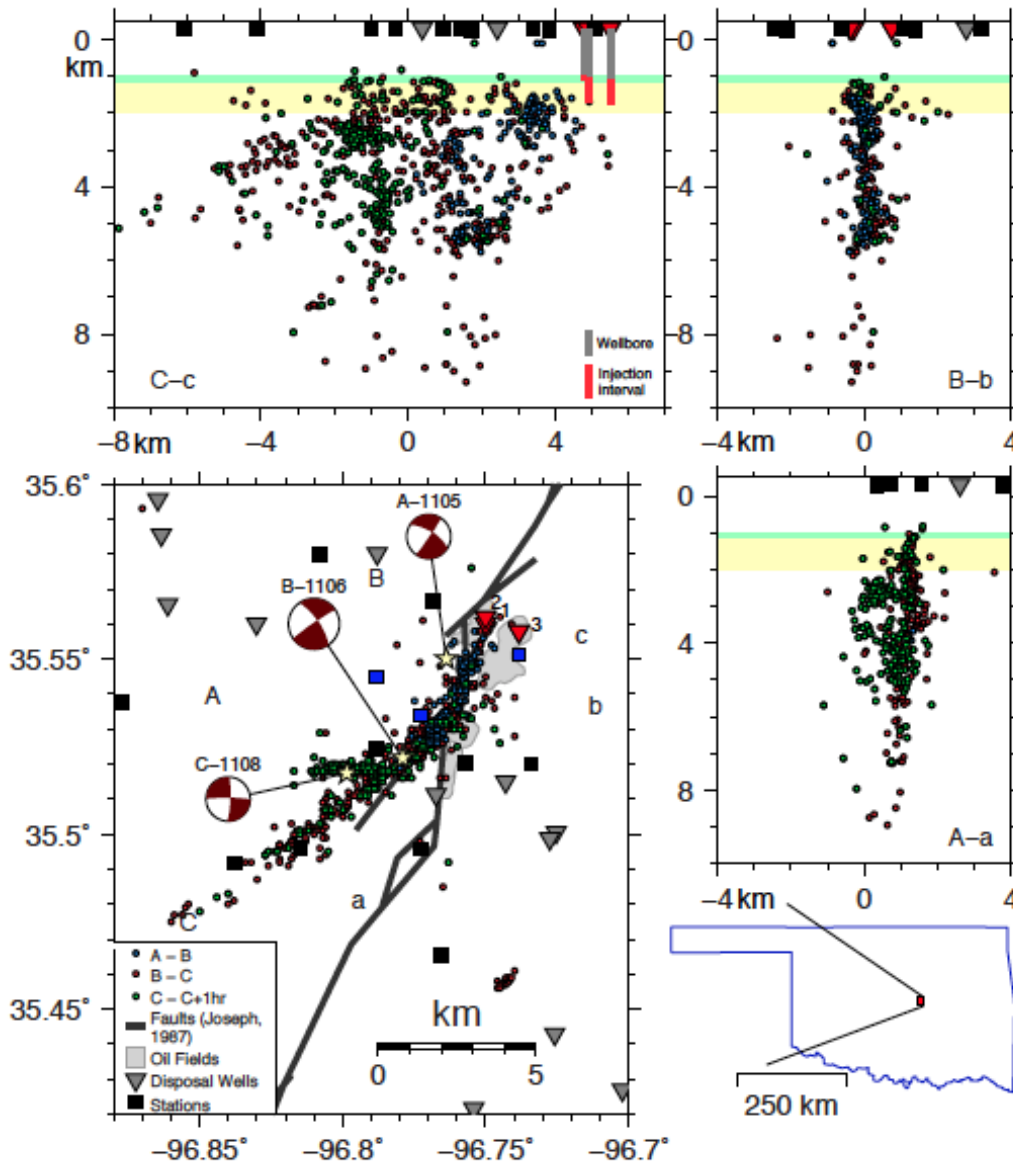 0
km
4
8
C–c
Wellbore
Injection
interval
–8 km
–4
0
4
0
4
8
B–b
–4 km
0
4
35.6°
35.55°
35.5°
35.45°
A–1105
B–1106
B
2
1
3
c
A
b
C–1108
a
C
A – B
B – C
C – C+1hr
Faults (Joseph,
1987)
Oil Fields
Disposal Wells
Stations
km
0
5
–96.85°
–96.8°
–96.75°
–96.7°
0
4
8
A–a
–4
0
4
km
250 km